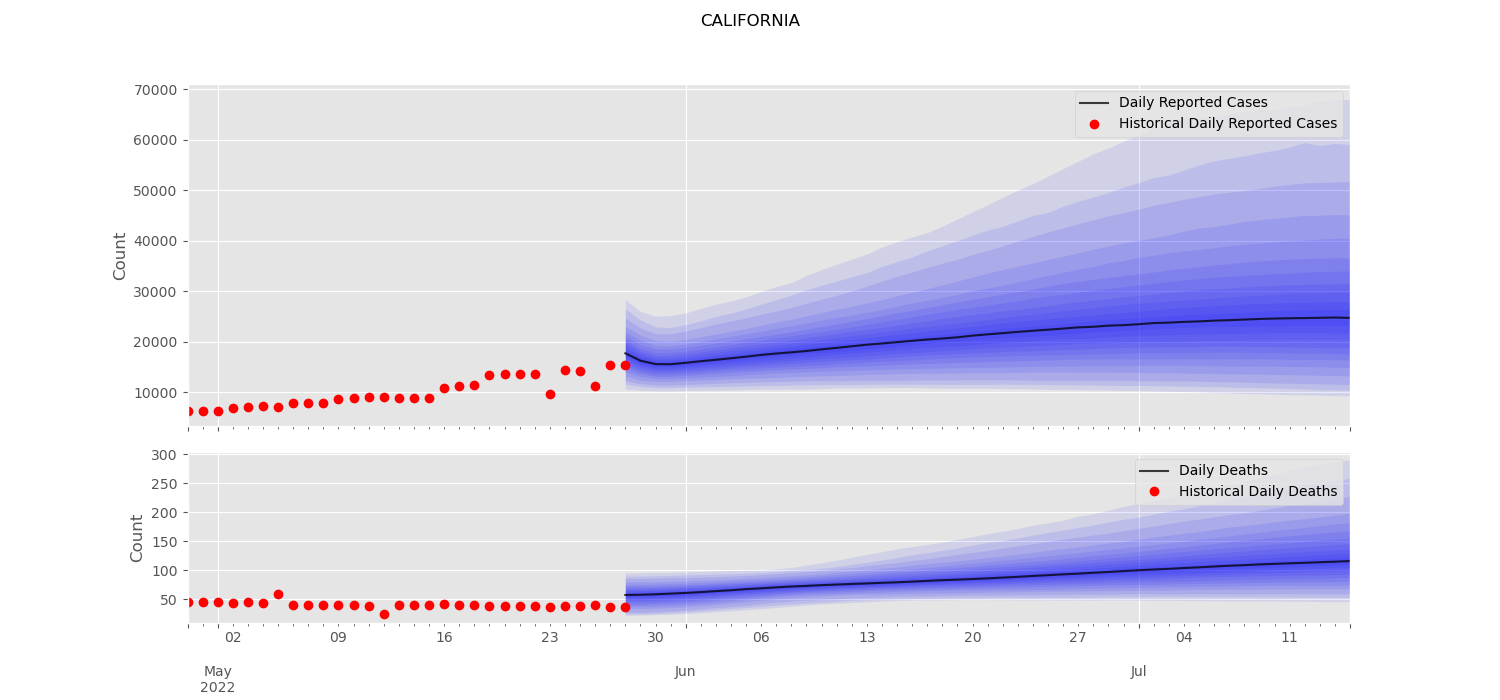 CALIFORNIA
70000
60000
50000
40000
30000
20000
10000
Count
Daily Reported Cases
Historical Daily Reported Cases
300
250
200
150
100
50
Count
Daily Deaths
Historical Daily Deaths
02 09 16 23 30 06 13 20 27 04 11
May Jun Jul
2022